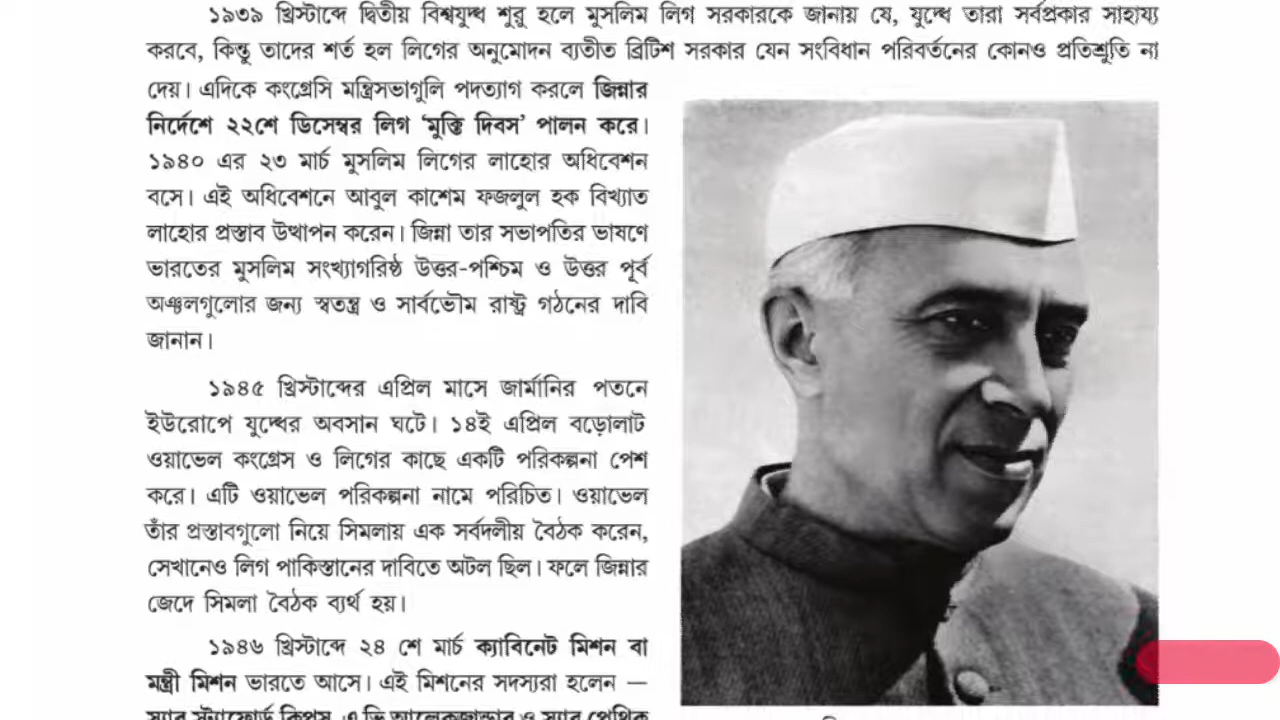 ১৯৩৯ খ্রিস্টাব্দে দ্বিতীয় বিশ্বযুদ্ধ শুরু হলে মুসলিম লিগ সরকারকে জানায় যে, যুদ্ধে তারা সর্বপ্রকার সাহায্য
করবে, কিন্তু তাদের শর্ত হল লিগের অনুমোদন ব্যতীত ব্রিটিশ সরকার যেন সংবিধান পরিবর্তনের কোনও প্রতিশ্রুতি না
দেয়। এদিকে কংগ্রেসি মন্ত্রিসভাগুলি পদত্যাগ করলে জিন্নার
নির্দেশে ২২শে ডিসেম্বর লিগ ‘মুক্তি দিবস’ পালন করে।
১৯৪০ এর ২৩ মার্চ মুসলিম লিগের লাহোর অধিবেশন
বসে। এই অধিবেশনে আবুল কাশেম ফজলুল হক বিখ্যাত
লাহোর প্রস্তাব উত্থাপন করেন। জিন্না তার সভাপতির ভাষণে
ভারতের মুসলিম সংখ্যাগরিষ্ঠ উত্তর-পশ্চিম ও উত্তর পূর্ব
অঞ্চলগুলোর জন্য স্বতন্ত্র ও সার্বভৌম রাষ্ট্র গঠনের দাবি
জানান।
১৯৪৫ খ্রিস্টাব্দের এপ্রিল মাসে জার্মানির পতনে
ইউরোপে যুদ্ধের অবসান ঘটে। ১৪ই এপ্রিল বড়োলাট
ওয়াভেল কংগ্রেস ও লিগের কাছে একটি পরিকল্পনা পেশ
করে। এটি ওয়াভেল পরিকল্পনা নামে পরিচিত। ওয়াভেল
তাঁর প্রস্তাবগুলো নিয়ে সিমলায় এক সর্বদলীয় বৈঠক করেন,
সেখানেও লিগ পাকিস্তানের দাবিতে অটল ছিল। ফলে জিন্নার
জেদে সিমলা বৈঠক ব্যর্থ হয়।
১৯৪৬ খ্রিস্টাব্দে ২৪ শে মার্চ ক্যাবিনেট মিশন বা
মন্ত্রী মিশন ভারতে আসে। এই মিশনের সদস্যরা হলেন —
স্যার স্ট্যাফোর্ড ক্রিপস, এ ভি আলেকজান্ডার ও স্যার পেথিক